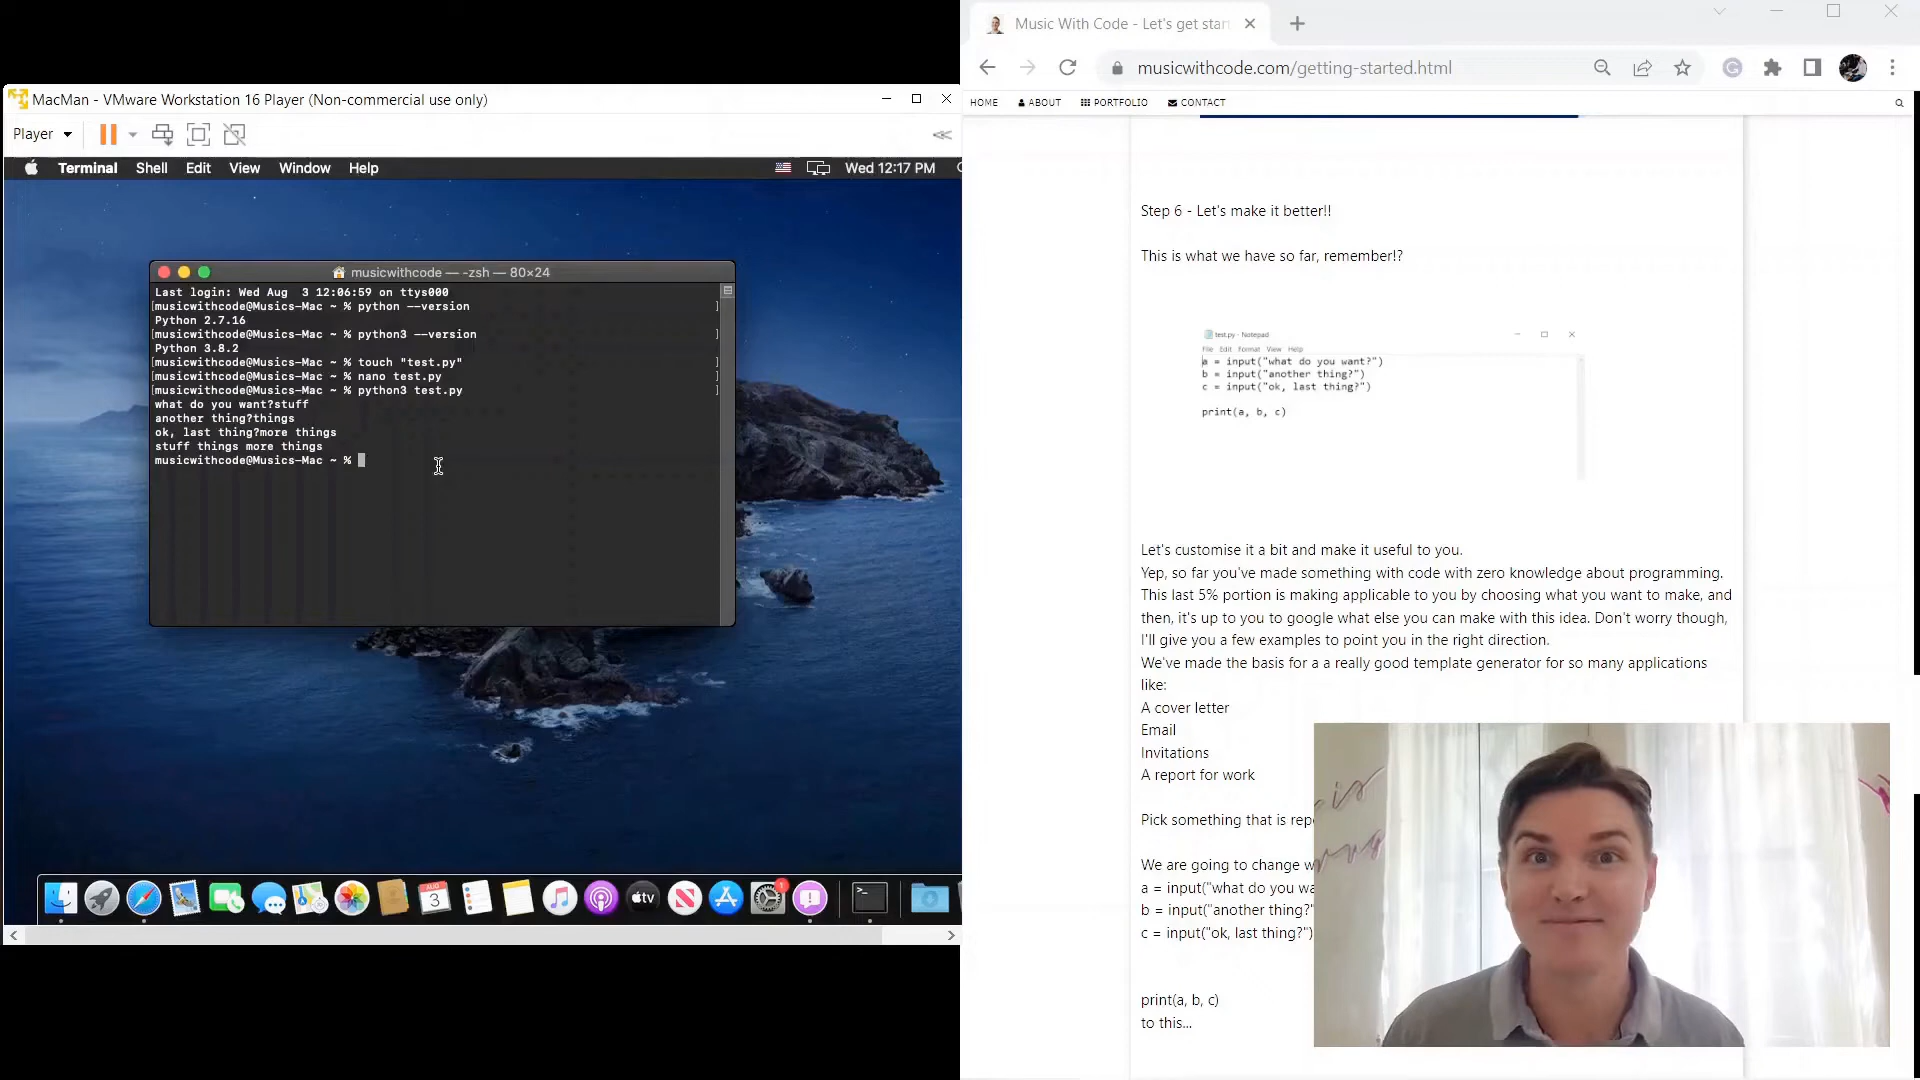 MacMan - VMware Workstation 16 Player (Non-commercial use only)
Player
Terminal Shell Edit View Window Help
Wed 12:17 PM
musicwithcode — -zsh — 80×24
Last login: Wed Aug  3 12:06:59 on ttys000
[musicwithcode@Musics-Mac ~ % python --version ]
Python 2.7.16
[musicwithcode@Musics-Mac ~ % python3 --version ]
Python 3.8.2
[musicwithcode@Musics-Mac ~ % touch "test.py" ]
[musicwithcode@Musics-Mac ~ % nano test.py ]
[musicwithcode@Musics-Mac ~ % python3 test.py ]
what do you want?stuff
another thing?things
ok, last thing?more things
stuff things more things
musicwithcode@Musics-Mac ~ %
AUG
3
tv
1
>_
Music With Code - Let's get star
musicwithcode.com/getting-started.html
HOME ABOUT PORTFOLIO CONTACT
Step 6 - Let's make it better!!
This is what we have so far, remember!?
test.py - Notepad
File Edit Format View Help
a = input("what do you want?")
b = input("another thing?")
c = input("ok, last thing?")
print(a, b, c)
Let's customise it a bit and make it useful to you.
Yep, so far you've made something with code with zero knowledge about programming.
This last 5% portion is making applicable to you by choosing what you want to make, and
then, it's up to you to google what else you can make with this idea. Don't worry though,
I'll give you a few examples to point you in the right direction.
We've made the basis for a a really good template generator for so many applications
like:
A cover letter
Email
Invitations
A report for work
Pick something that is repe
We are going to change w
a = input("what do you wa
b = input("another thing?"
c = input("ok, last thing?")
print(a, b, c)
to this...